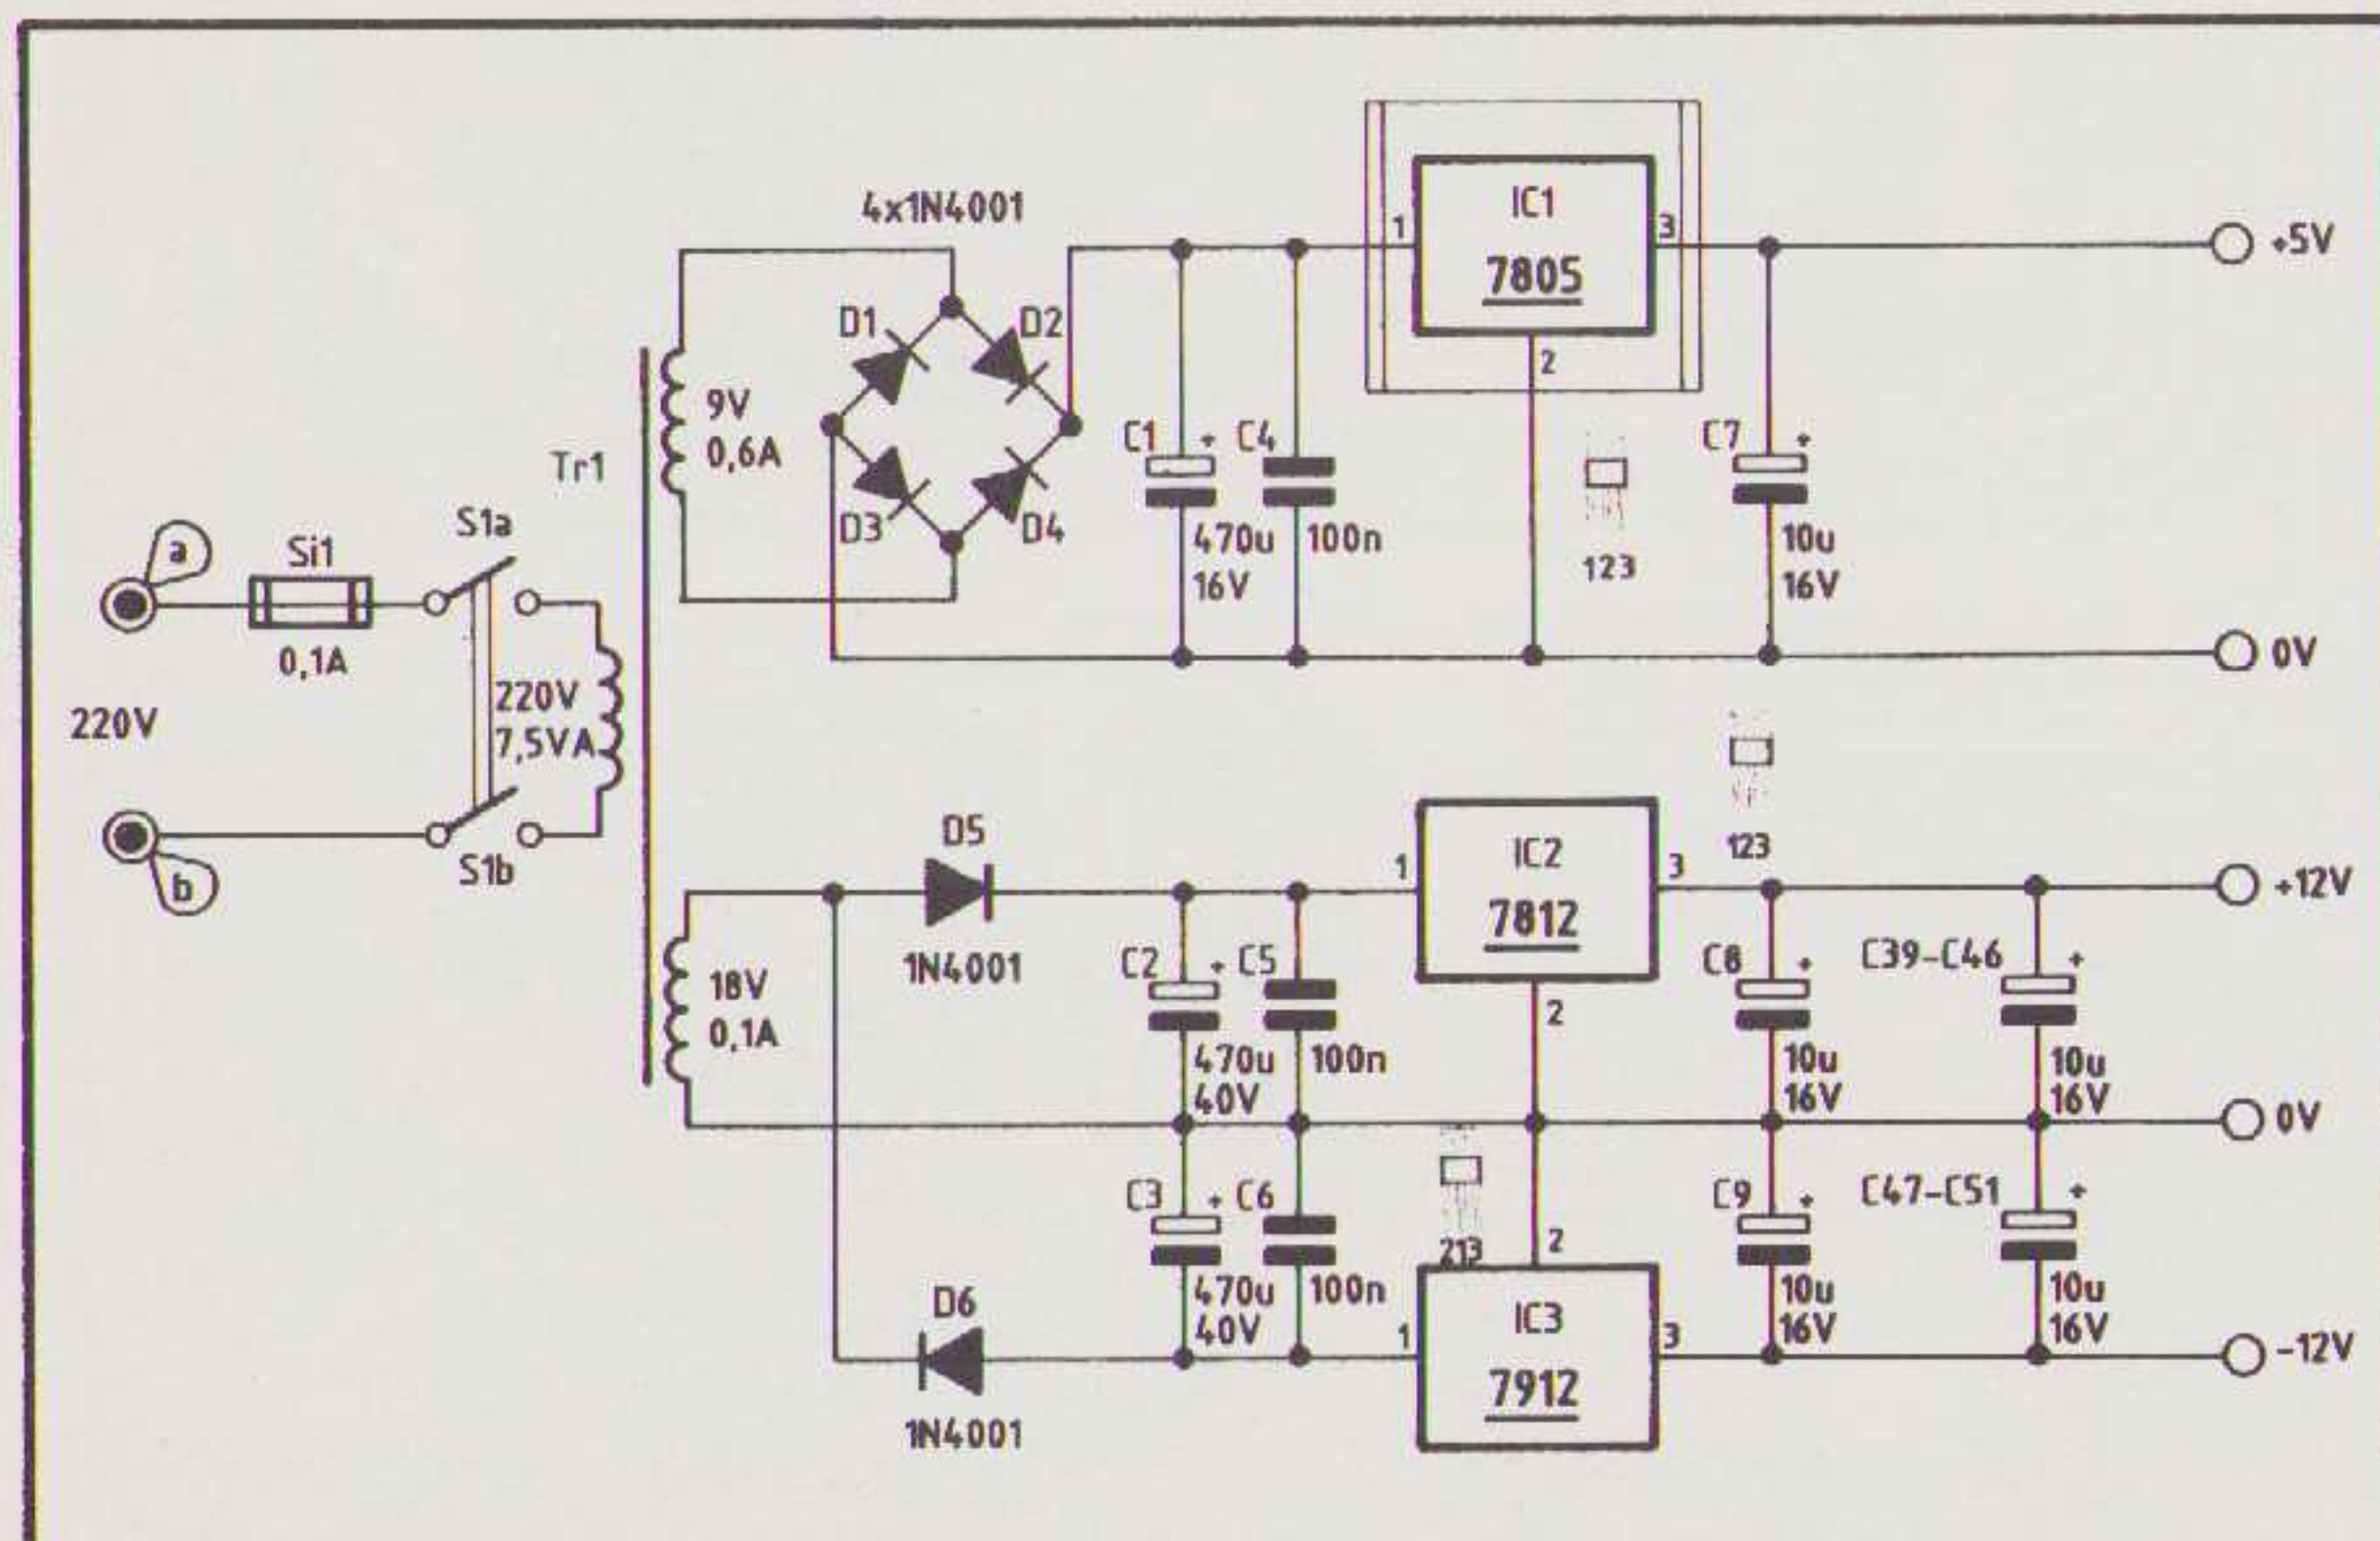 4x1N4001
D1
D2
D3
D4
9V
0,6A
Tr1
C1
+
470u
16V
C4
100n
IC1
7805
1
3
2
123
C7
+
10u
16V
+5V
0V
a
Si1
0,1A
S1a
220V
220V
7,5VA
b
S1b
D5
1N4001
18V
0,1A
C2
+
470u
40V
C5
100n
IC2
7812
1
3
2
123
C8
+
10u
16V
C39-C46
+
10u
16V
+12V
0V
C3
+
470u
40V
C6
100n
213
2
IC3
7912
1
3
C9
+
10u
16V
C47-C51
+
10u
16V
-12V
D6
1N4001